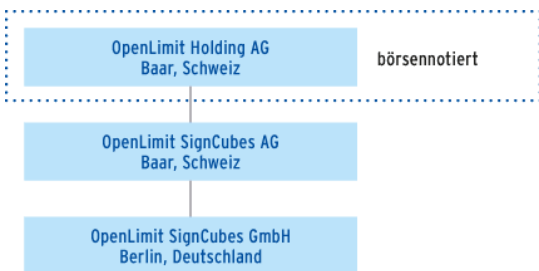 OpenLimit Holding AG
Baar, Schweiz
börsennotiert
OpenLimit SignCubes AG
Baar, Schweiz
OpenLimit SignCubes GmbH
Berlin, Deutschland